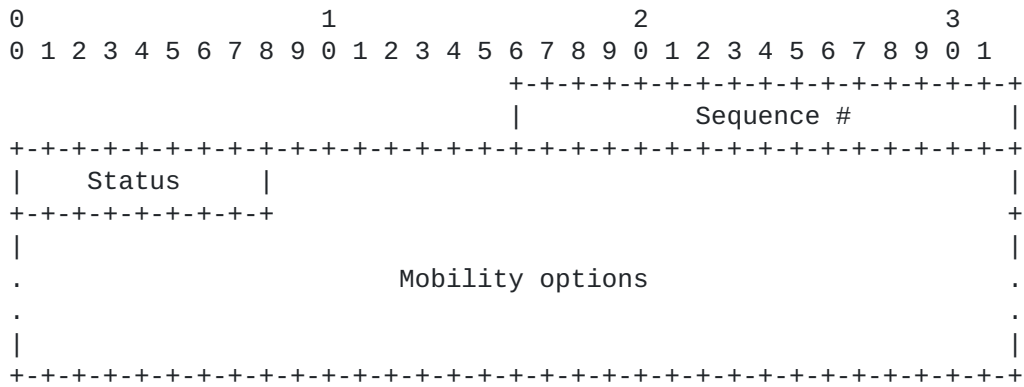 0                   1                   2                   3
0 1 2 3 4 5 6 7 8 9 0 1 2 3 4 5 6 7 8 9 0 1 2 3 4 5 6 7 8 9 0 1
                                +-+-+-+-+-+-+-+-+-+-+-+-+-+-+-+-+
                                |           Sequence #          |
+-+-+-+-+-+-+-+-+-+-+-+-+-+-+-+-+-+-+-+-+-+-+-+-+-+-+-+-+-+-+-+-+
|    Status     |                                               |
+-+-+-+-+-+-+-+-+                                               +
|                                                               |
.                        Mobility options                       .
.                                                               .
|                                                               |
+-+-+-+-+-+-+-+-+-+-+-+-+-+-+-+-+-+-+-+-+-+-+-+-+-+-+-+-+-+-+-+-+